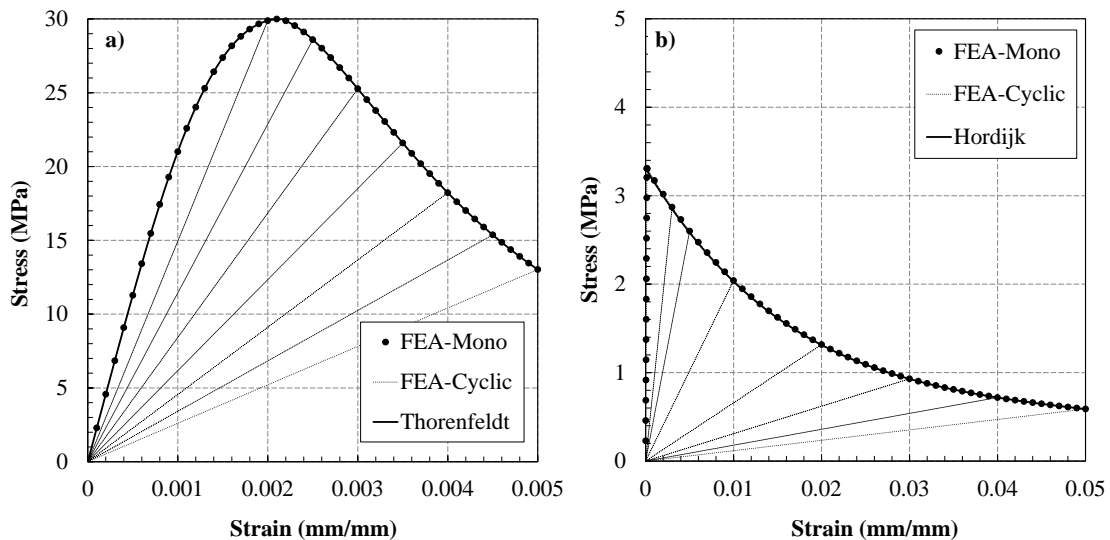 a)
30
25
20
15
10
5
0
Stress (MPa)
FEA-Mono
FEA-Cyclic
Thorenfeldt
0 0.001 0.002 0.003 0.004 0.005
Strain (mm/mm)
b)
5
4
3
2
1
0
Stress (MPa)
FEA-Mono
FEA-Cyclic
Hordijk
0 0.01 0.02 0.03 0.04 0.05
Strain (mm/mm)